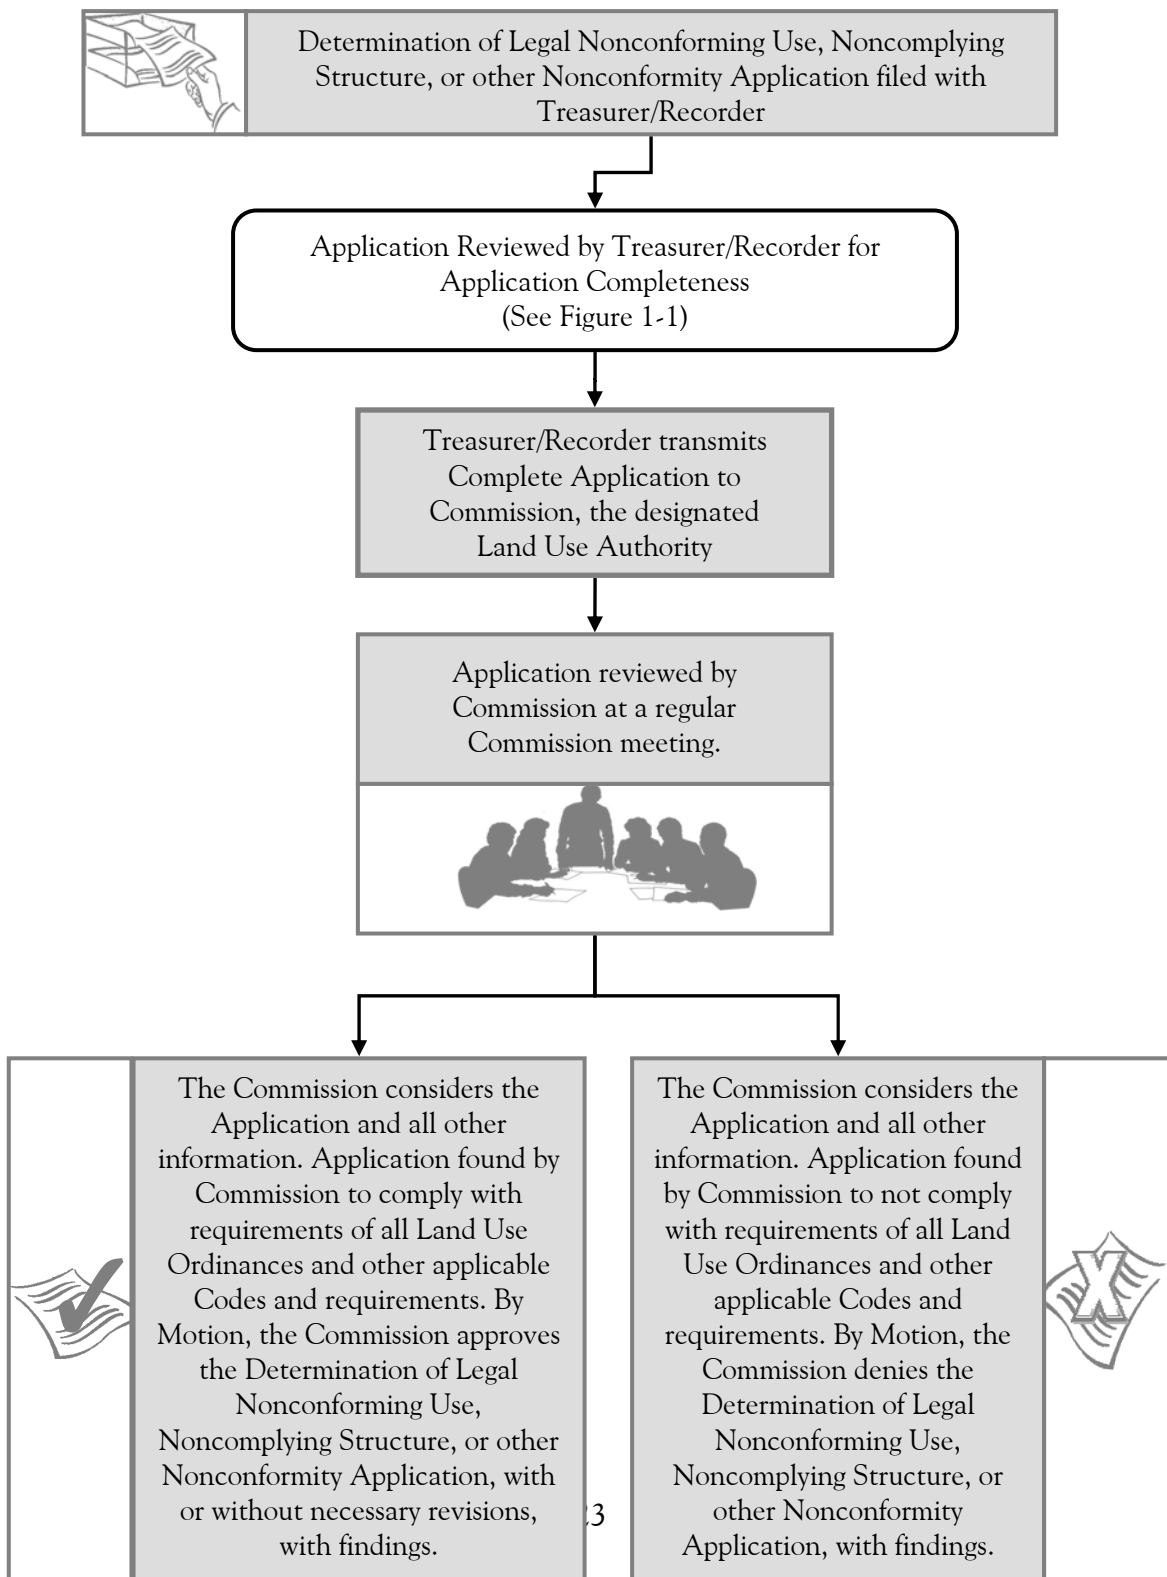 Determination of Legal Nonconforming Use, Noncomplying
Structure, or other Nonconformity Application filed with
Treasurer/Recorder
Application Reviewed by Treasurer/Recorder for
Application Completeness
(See Figure 1-1)
Treasurer/Recorder transmits
Complete Application to
Commission, the designated
Land Use Authority
Application reviewed by
Commission at a regular
Commission meeting.
The Commission considers the
Application and all other
information. Application found by
Commission to comply with
requirements of all Land Use
Ordinances and other applicable
Codes and requirements. By
Motion, the Commission approves
the Determination of Legal
Nonconforming Use,
Noncomplying Structure, or other
Nonconformity Application, with
or without necessary revisions,
with findings.
The Commission considers the
Application and all other
information. Application found
by Commission to not comply
with requirements of all Land
Use Ordinances and other
applicable Codes and
requirements. By Motion, the
Commission denies the
Determination of Legal
Nonconforming Use,
Noncomplying Structure, or
other Nonconformity
Application, with findings.
X